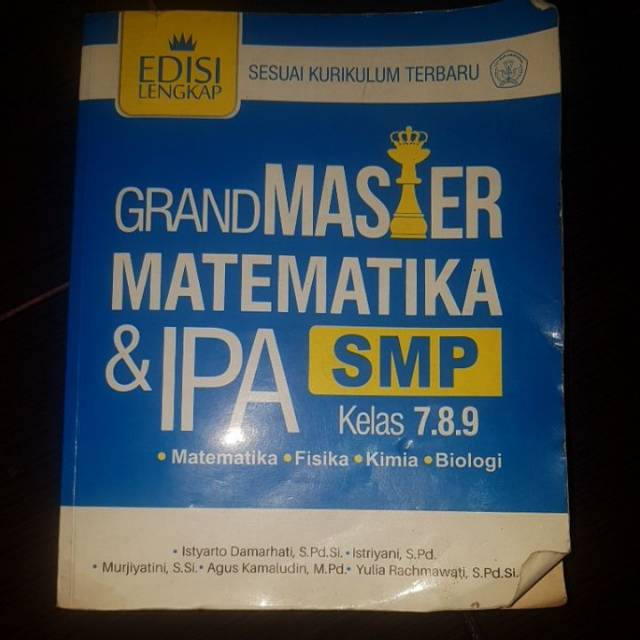 EDISI
LENGKAP
SESUAI KURIKULUM TERBARU
GRANDMASTER
MATEMATIKA
& IPA SMP
Kelas 7.8.9
• Matematika • Fisika • Kimia • Biologi
• Istyarto Damarhati, S.Pd.Si. • Istriyani, S.Pd.
• Murjiyatini, S.Si. • Agus Kamaludin, M.Pd. • Yulia Rachmawati, S.Pd.Si.